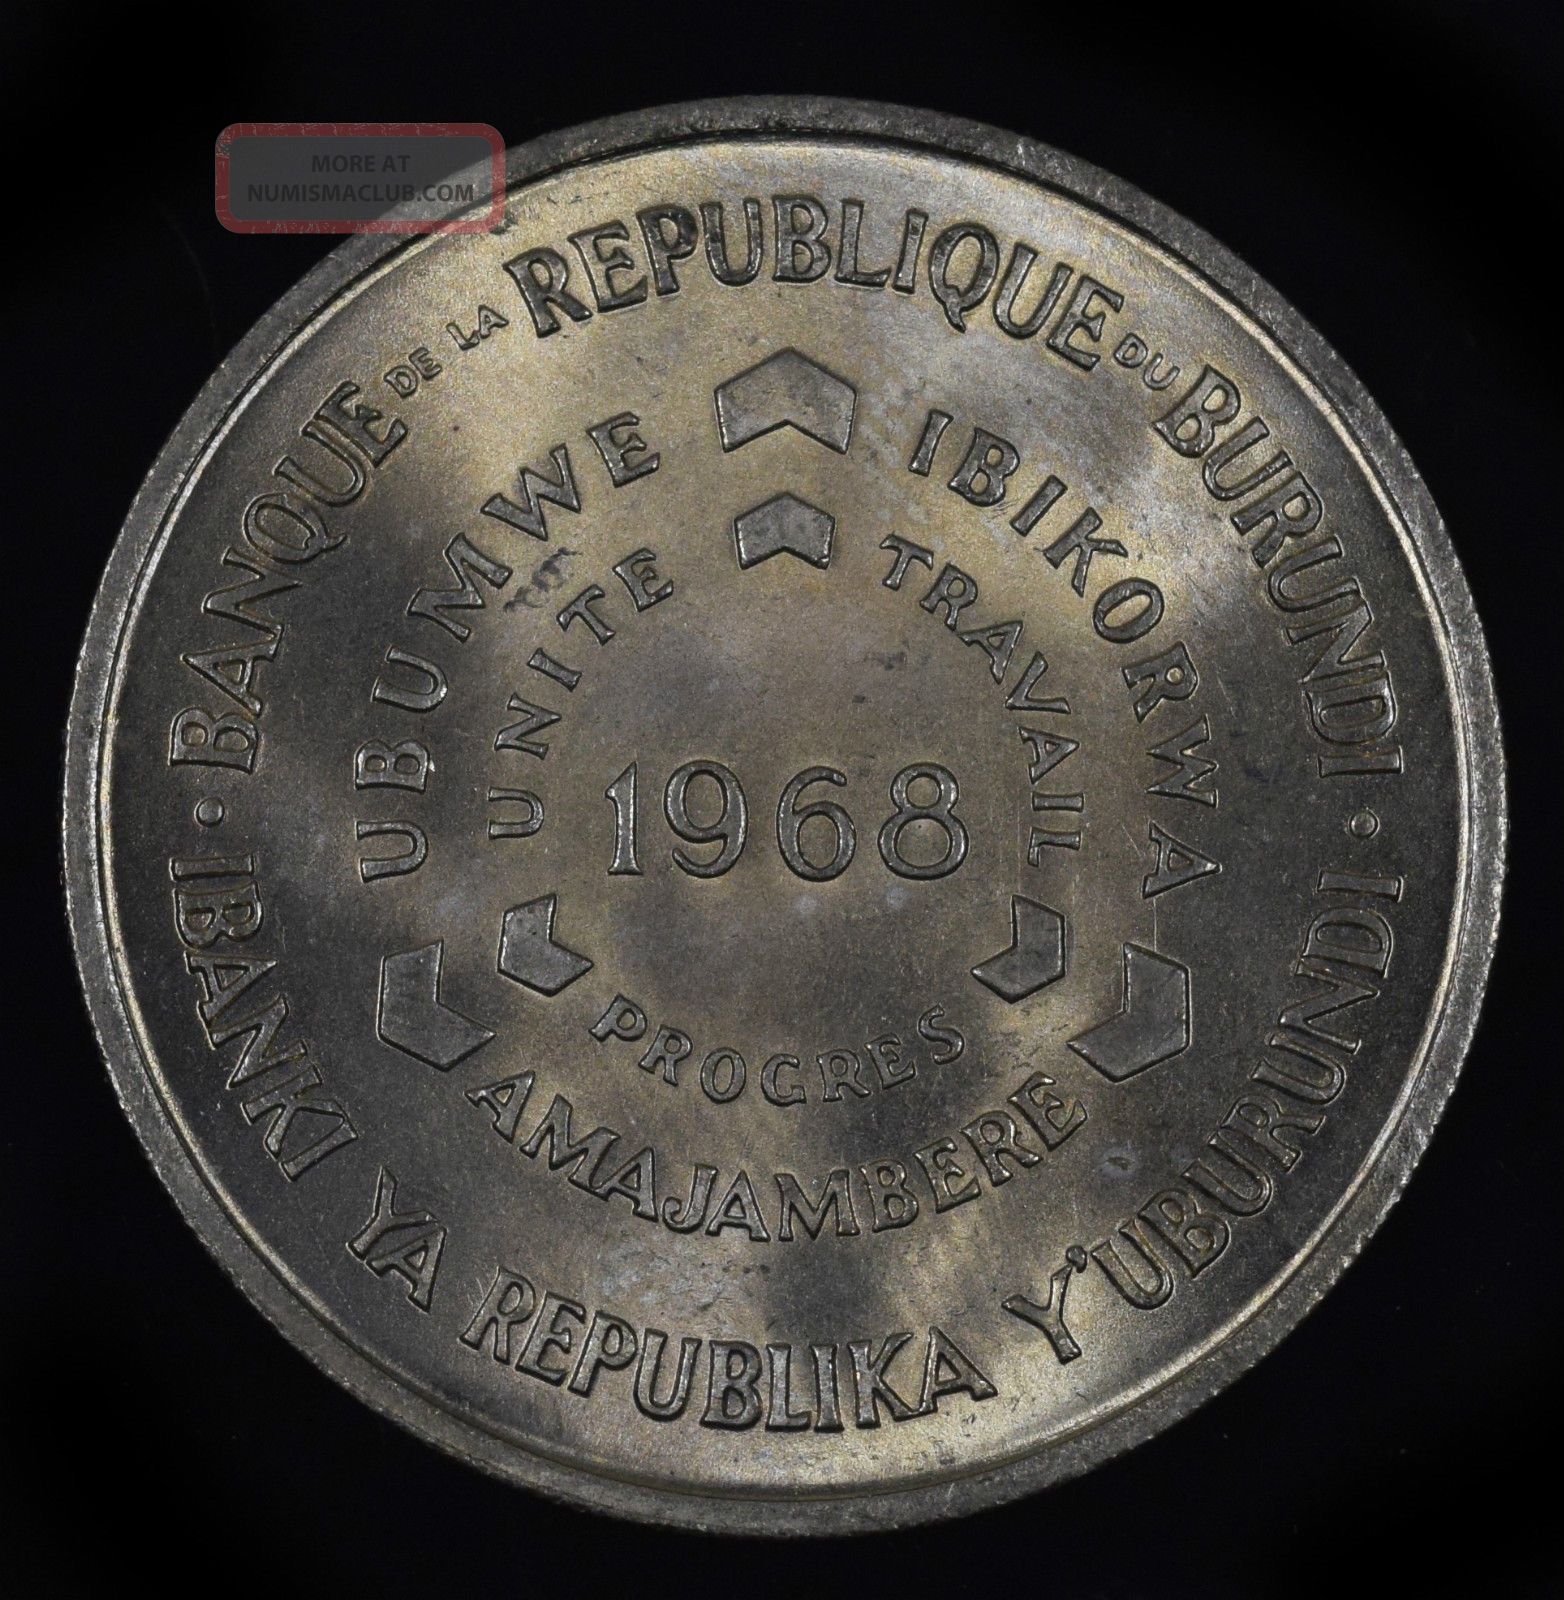 MORE AT
NUMISMACLUB.COM
BANQUE DE LA REPUBLIQUE DU BURUNDI
· IBANKI YA REPUBLIKA Y'UBURUNDI ·
UBUMWE
IBIKORWA
AMAJAMBERE
UNITE
TRAVAIL
PROGRES
1968